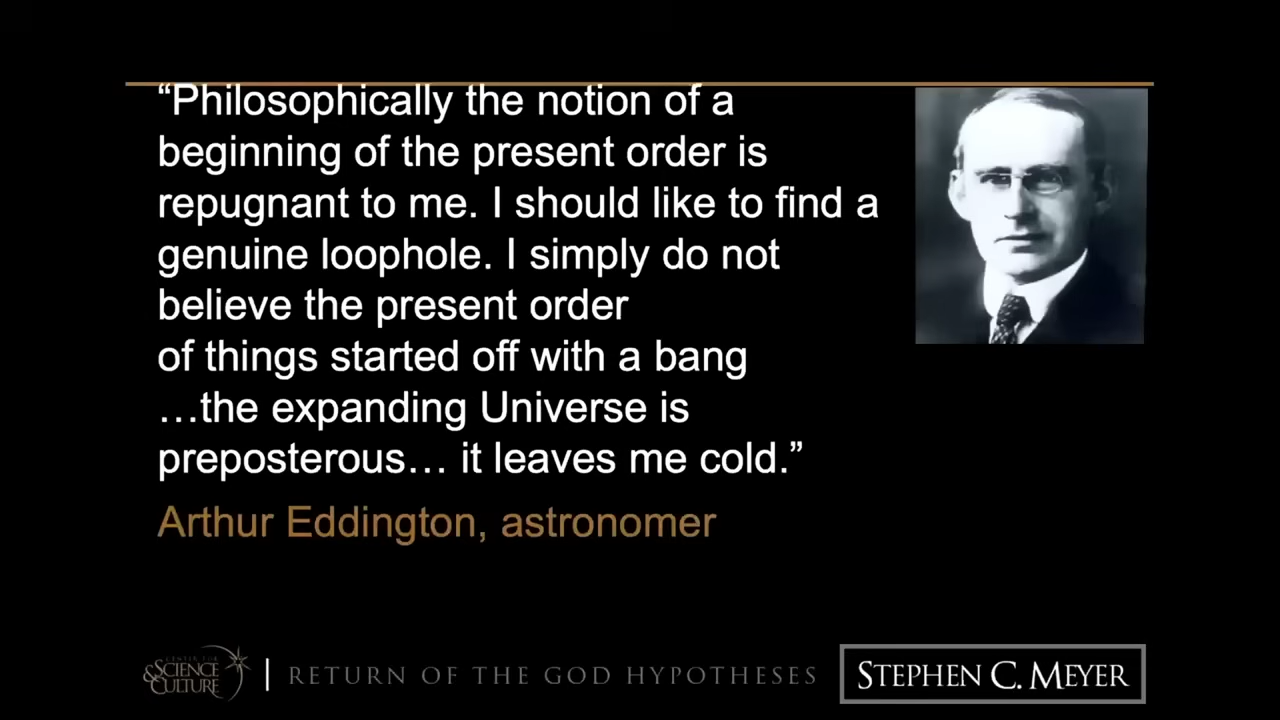 “Philosophically the notion of a
beginning of the present order is
repugnant to me. I should like to find a
genuine loophole. I simply do not
believe the present order
of things started off with a bang
…the expanding Universe is
preposterous… it leaves me cold.”
Arthur Eddington, astronomer
CENTER FOR
SCIENCE
& CULTURE
RETURN OF THE GOD HYPOTHESES
STEPHEN C. MEYER